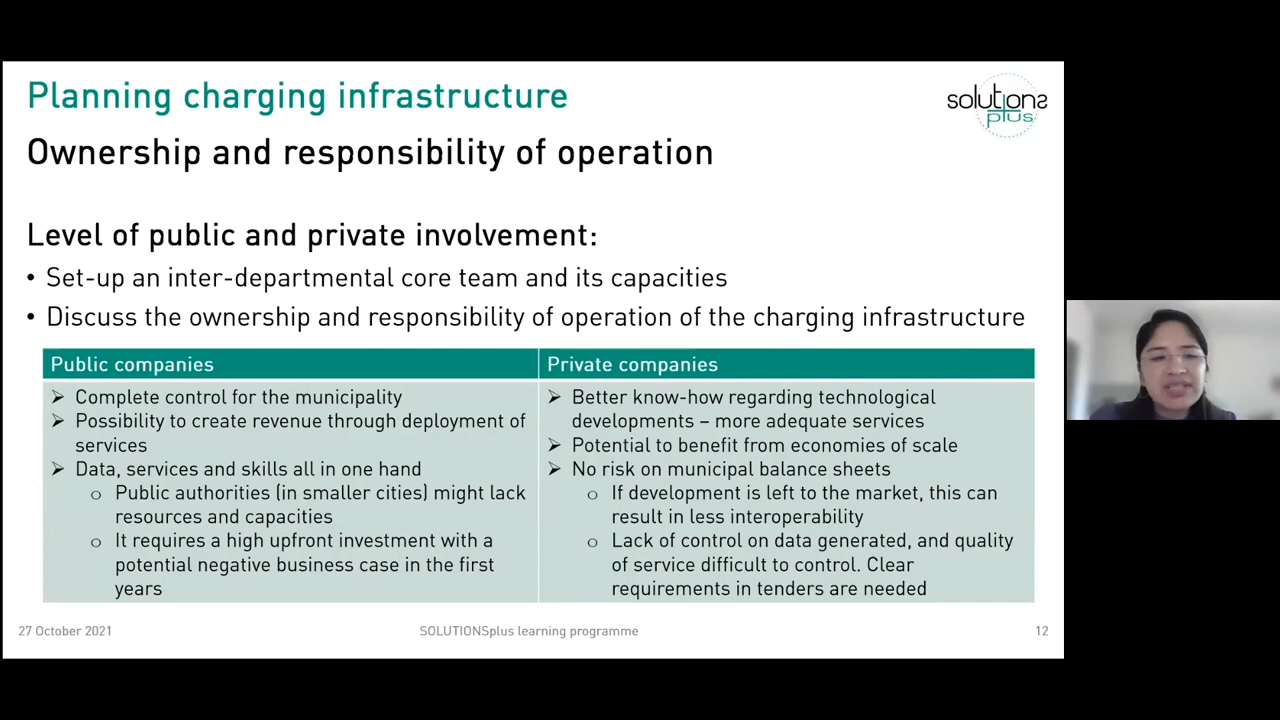 Planning charging infrastructure
solutions
plus
Ownership and responsibility of operation
Level of public and private involvement:
• Set-up an inter-departmental core team and its capacities
• Discuss the ownership and responsibility of operation of the charging infrastructure
Public companies
➢ Complete control for the municipality
➢ Possibility to create revenue through deployment of
services
➢ Data, services and skills all in one hand
o Public authorities (in smaller cities) might lack
resources and capacities
o It requires a high upfront investment with a
potential negative business case in the first
years
Private companies
➢ Better know-how regarding technological
developments – more adequate services
➢ Potential to benefit from economies of scale
➢ No risk on municipal balance sheets
o If development is left to the market, this can
result in less interoperability
o Lack of control on data generated, and quality
of service difficult to control. Clear
requirements in tenders are needed
27 October 2021
SOLUTIONSplus learning programme
12